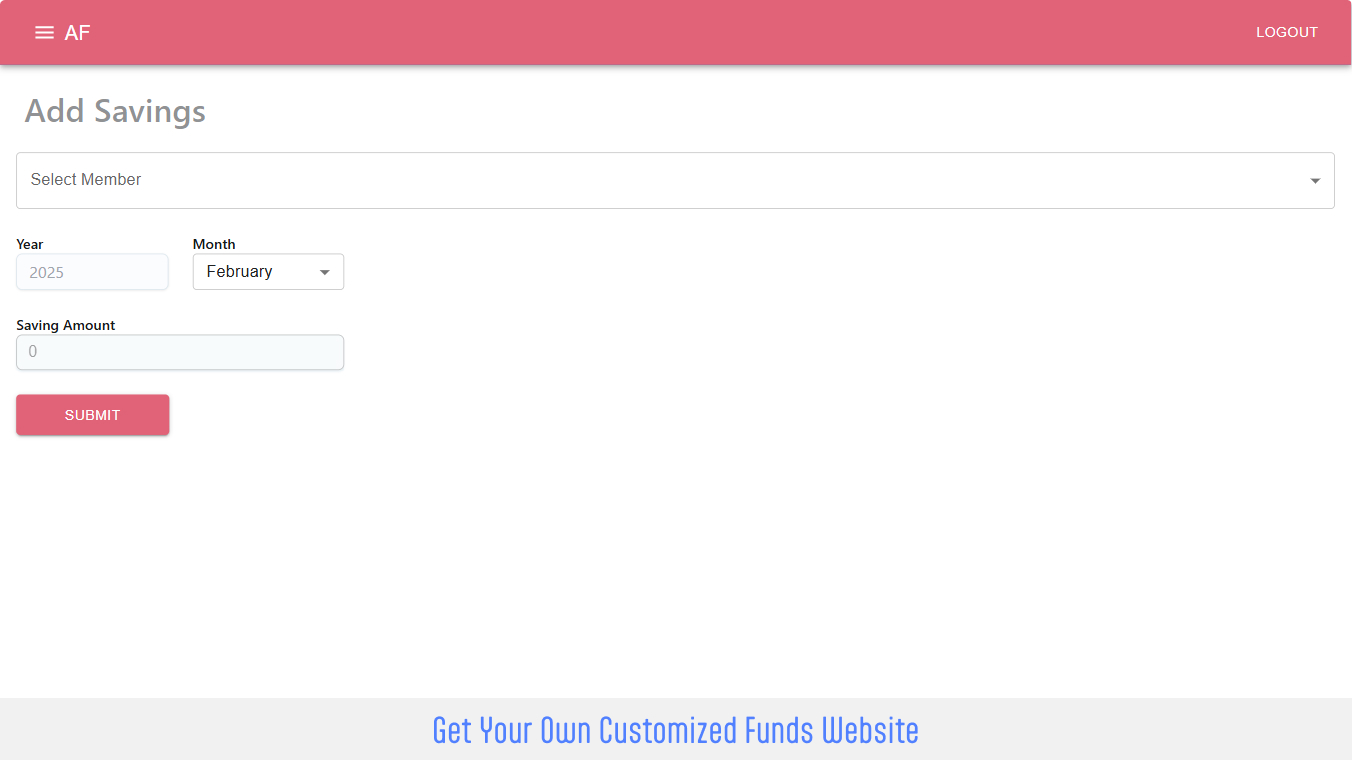 AF LOGOUT
Add Savings
Select Member
Year Month
2025 February
Saving Amount
0
SUBMIT
Get Your Own Customized Funds Website